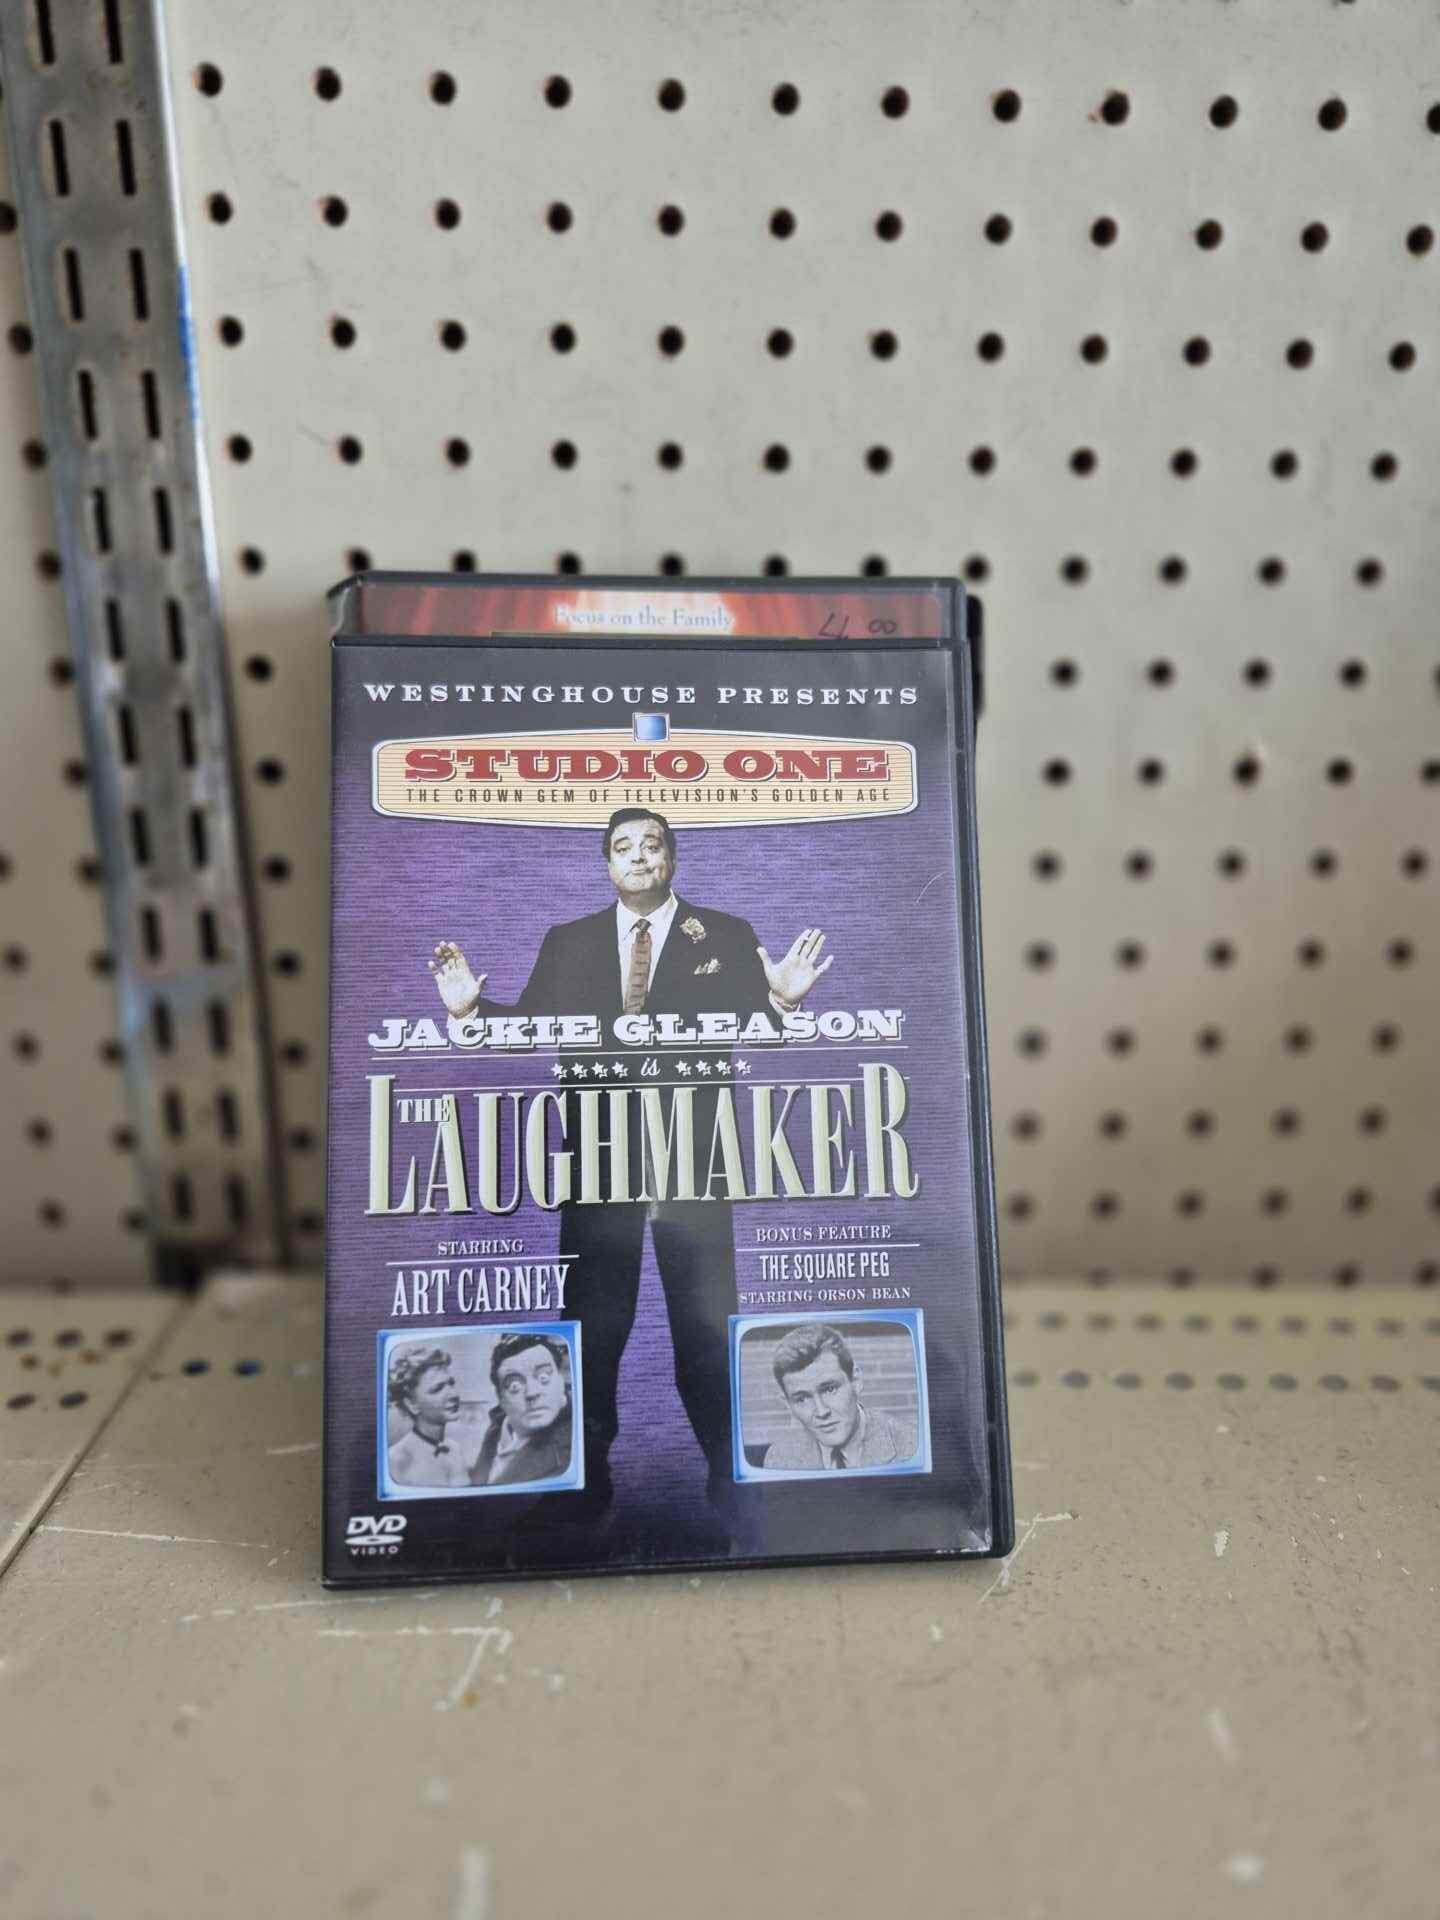 Focus on the Family
4.00
WESTINGHOUSE PRESENTS
STUDIO ONE
THE CROWN GEM OF TELEVISION'S GOLDEN AGE
JACKIE GLEASON
is
THE LAUGHMAKER
STARRING
ART CARNEY
BONUS FEATURE
THE SQUARE PEG
STARRING ORSON BEAN
DVD
VIDEO